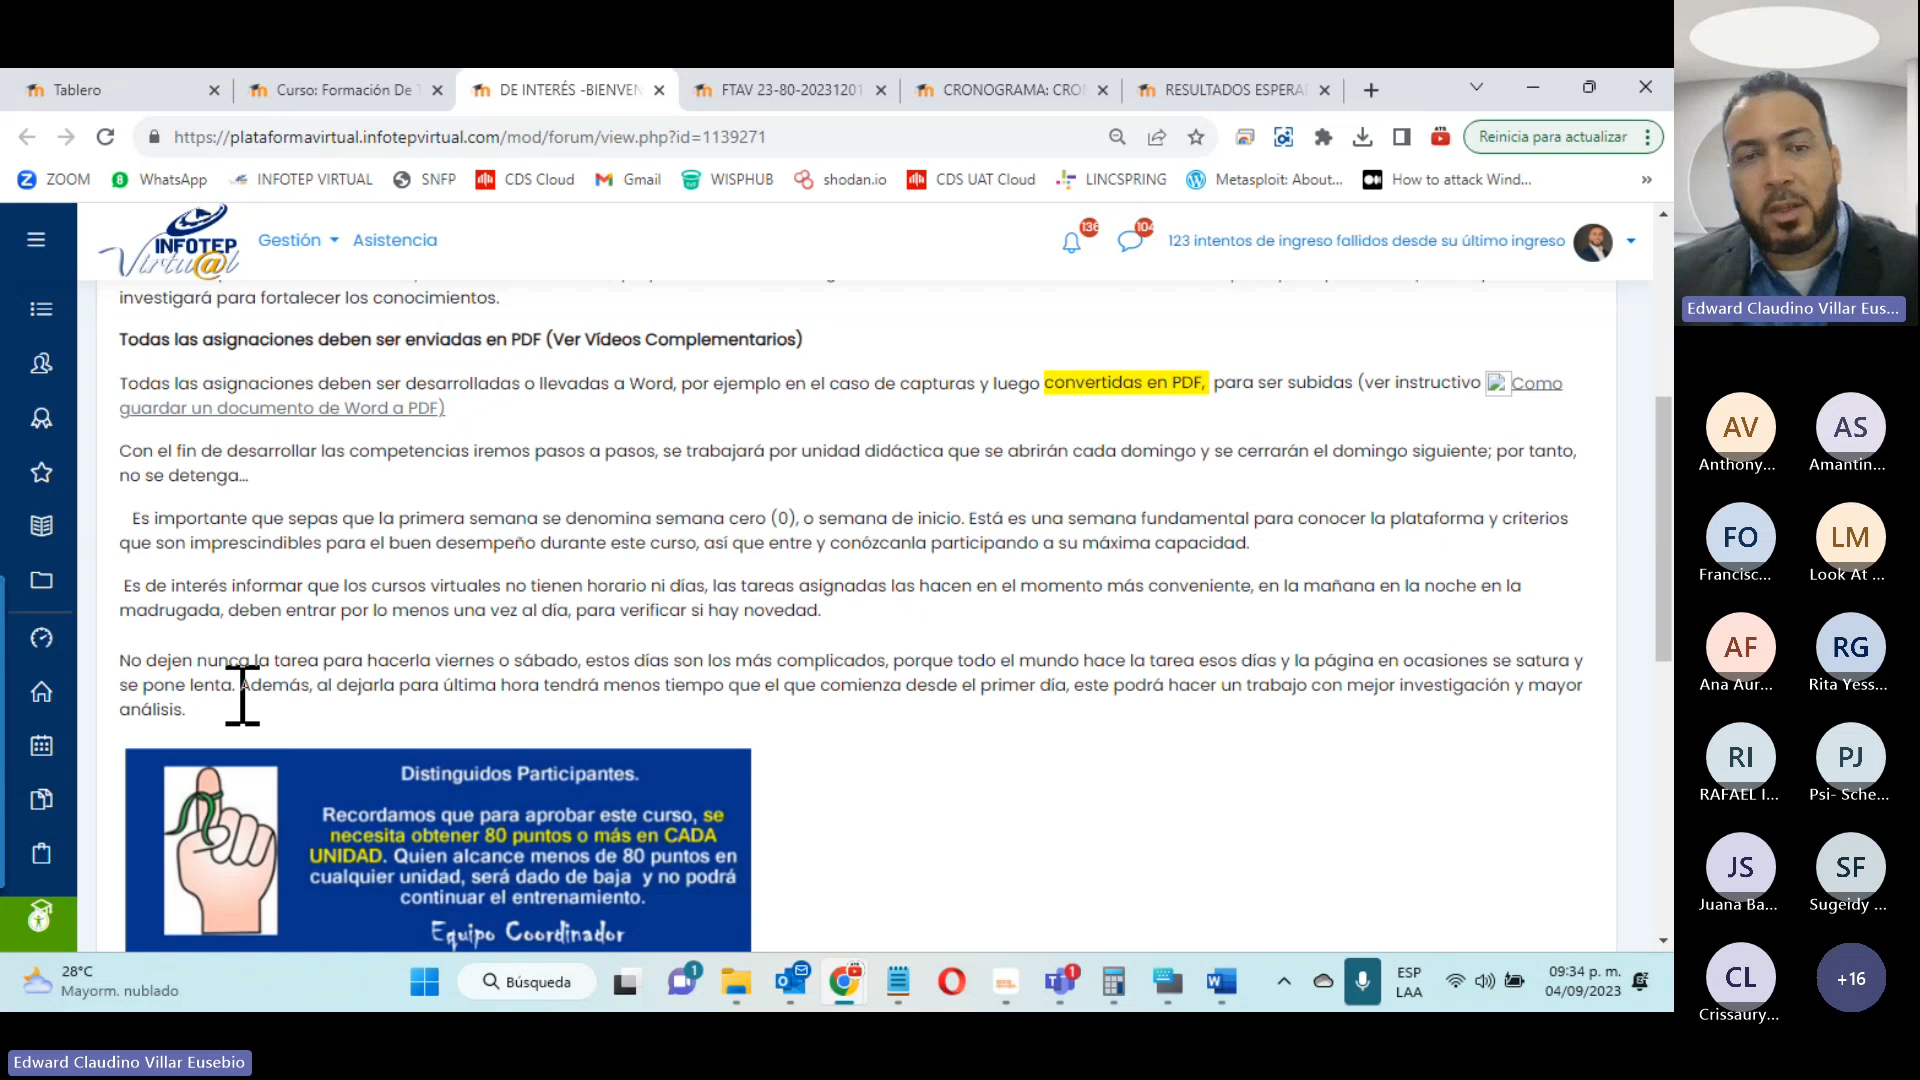 Tablero
Curso: Formación De T
DE INTERÉS -BIENVEN
FTAV 23-80-20231201
CRONOGRAMA: CRO
RESULTADOS ESPERA
https://plataformavirtual.infotepvirtual.com/mod/forum/view.php?id=1139271
Reinicia para actualizar
ZOOM
WhatsApp
INFOTEP VIRTUAL
SNFP
CDS Cloud
Gmail
WISPHUB
shodan.io
CDS UAT Cloud
LINCSPRING
Metasploit: About...
How to attack Wind...
»
INFOTEP
Virtu@l
Gestión
Asistencia
136
104
123 intentos de ingreso fallidos desde su último ingreso
investigará para fortalecer los conocimientos.
Todas las asignaciones deben ser enviadas en PDF (Ver Vídeos Complementarios)
Todas las asignaciones deben ser desarrolladas o llevadas a Word, por ejemplo en el caso de capturas y luego convertidas en PDF, para ser subidas (ver instructivo Como
guardar un documento de Word a PDF)
Con el fin de desarrollar las competencias iremos pasos a pasos, se trabajará por unidad didáctica que se abrirán cada domingo y se cerrarán el domingo siguiente; por tanto,
no se detenga...
Es importante que sepas que la primera semana se denomina semana cero (0), o semana de inicio. Está es una semana fundamental para conocer la plataforma y criterios
que son imprescindibles para el buen desempeño durante este curso, así que entre y conózcanla participando a su máxima capacidad.
Es de interés informar que los cursos virtuales no tienen horario ni días, las tareas asignadas las hacen en el momento más conveniente, en la mañana en la noche en la
madrugada, deben entrar por lo menos una vez al día, para verificar si hay novedad.
No dejen nunca la tarea para hacerla viernes o sábado, estos días son los más complicados, porque todo el mundo hace la tarea esos días y la página en ocasiones se satura y
se pone lenta. Además, al dejarla para última hora tendrá menos tiempo que el que comienza desde el primer día, este podrá hacer un trabajo con mejor investigación y mayor
análisis.
Distinguidos Participantes.
Recordamos que para aprobar este curso, se
necesita obtener 80 puntos o más en CADA
UNIDAD. Quien alcance menos de 80 puntos en
cualquier unidad, será dado de baja y no podrá
continuar el entrenamiento.
Equipo Coordinador
28°C
Mayorm. nublado
Búsqueda
1
1
ESP
LAA
09:34 p. m.
04/09/2023
Edward Claudino Villar Eus...
AV
Anthony...
AS
Amantin...
FO
Francisc...
LM
Look At ...
AF
Ana Aur...
RG
Rita Yess...
RI
RAFAEL I...
PJ
Psi- Sche...
JS
Juana Ba...
SF
Sugeidy ...
CL
Crissaury...
+16
Edward Claudino Villar Eusebio